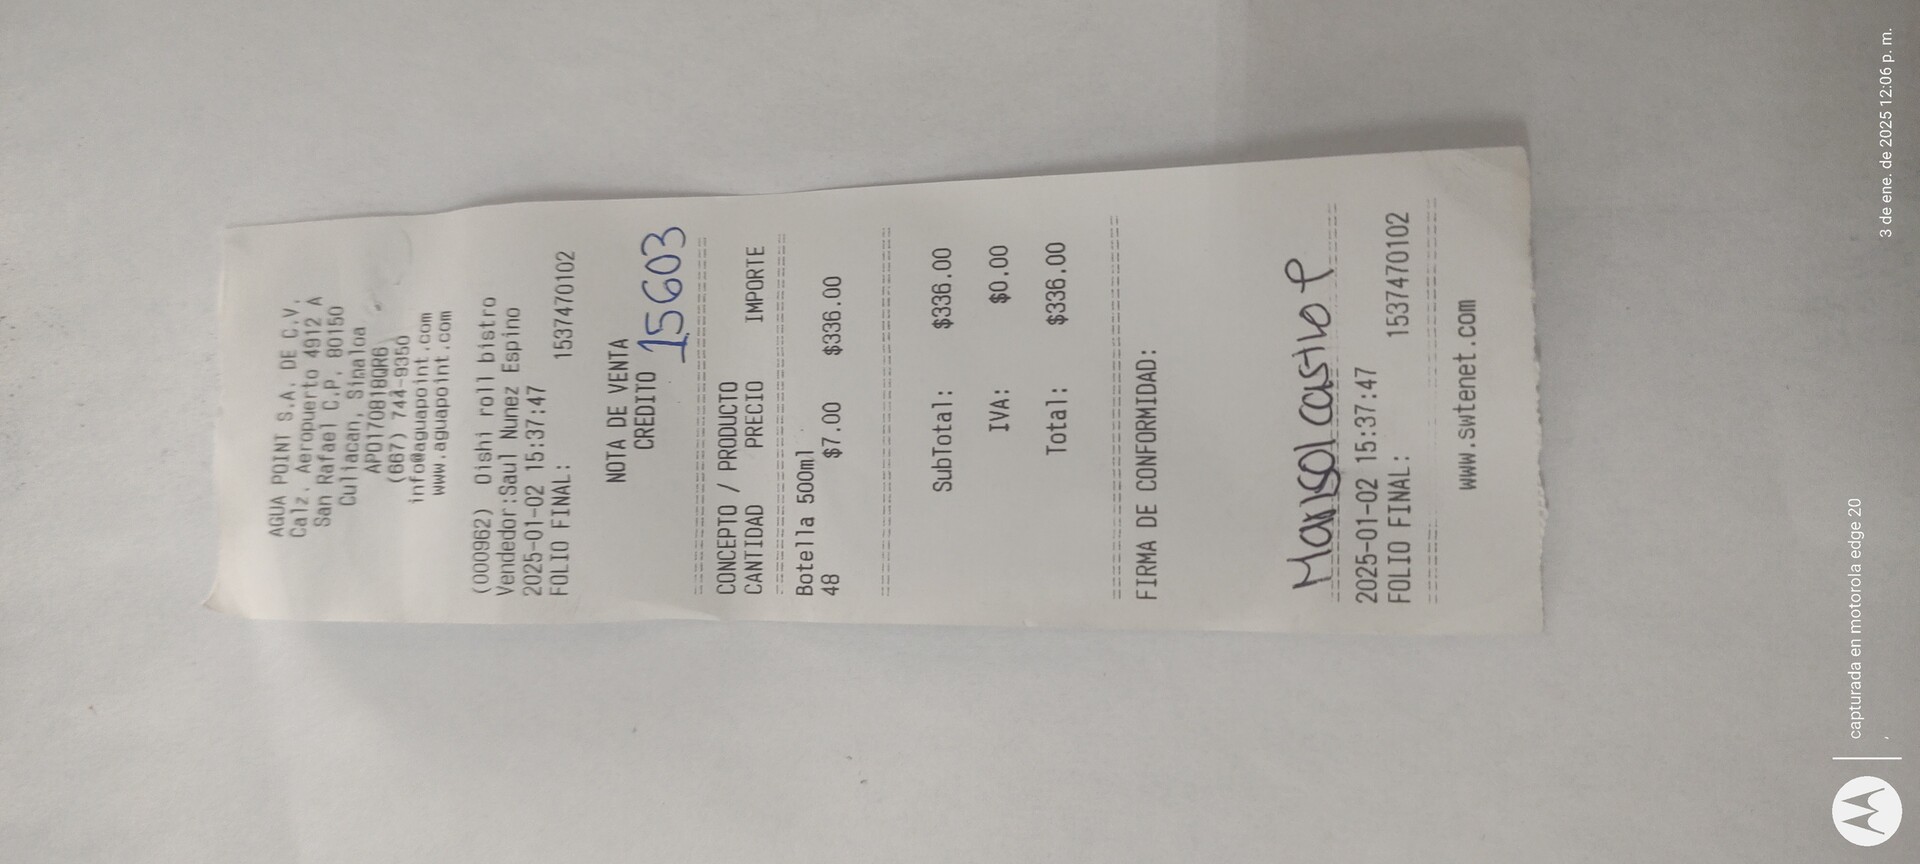 AGUA POINT S.A. DE C.V.
Calz. Aeropuerto 4912 A
San Rafael C.P. 80150
Culiacan, Sinaloa
APO170818QR6
(667) 744-9350
info@aguapoint.com
www.aguapoint.com
(000962) Oishi roll bistro
Vendedor:Saul Nunez Espino
2025-01-02 15:37:47
FOLIO FINAL: 1537470102
NOTA DE VENTA
CREDITO 15603
CONCEPTO / PRODUCTO
CANTIDAD PRECIO IMPORTE
Botella 500ml
48 $7.00 $336.00
SubTotal: $336.00
IVA: $0.00
Total: $336.00
FIRMA DE CONFORMIDAD:
Marisol castro P
2025-01-02 15:37:47
FOLIO FINAL: 1537470102
www.swtenet.com
capturada en motorola edge 20
3 de ene. de 2025 12:06 p. m.